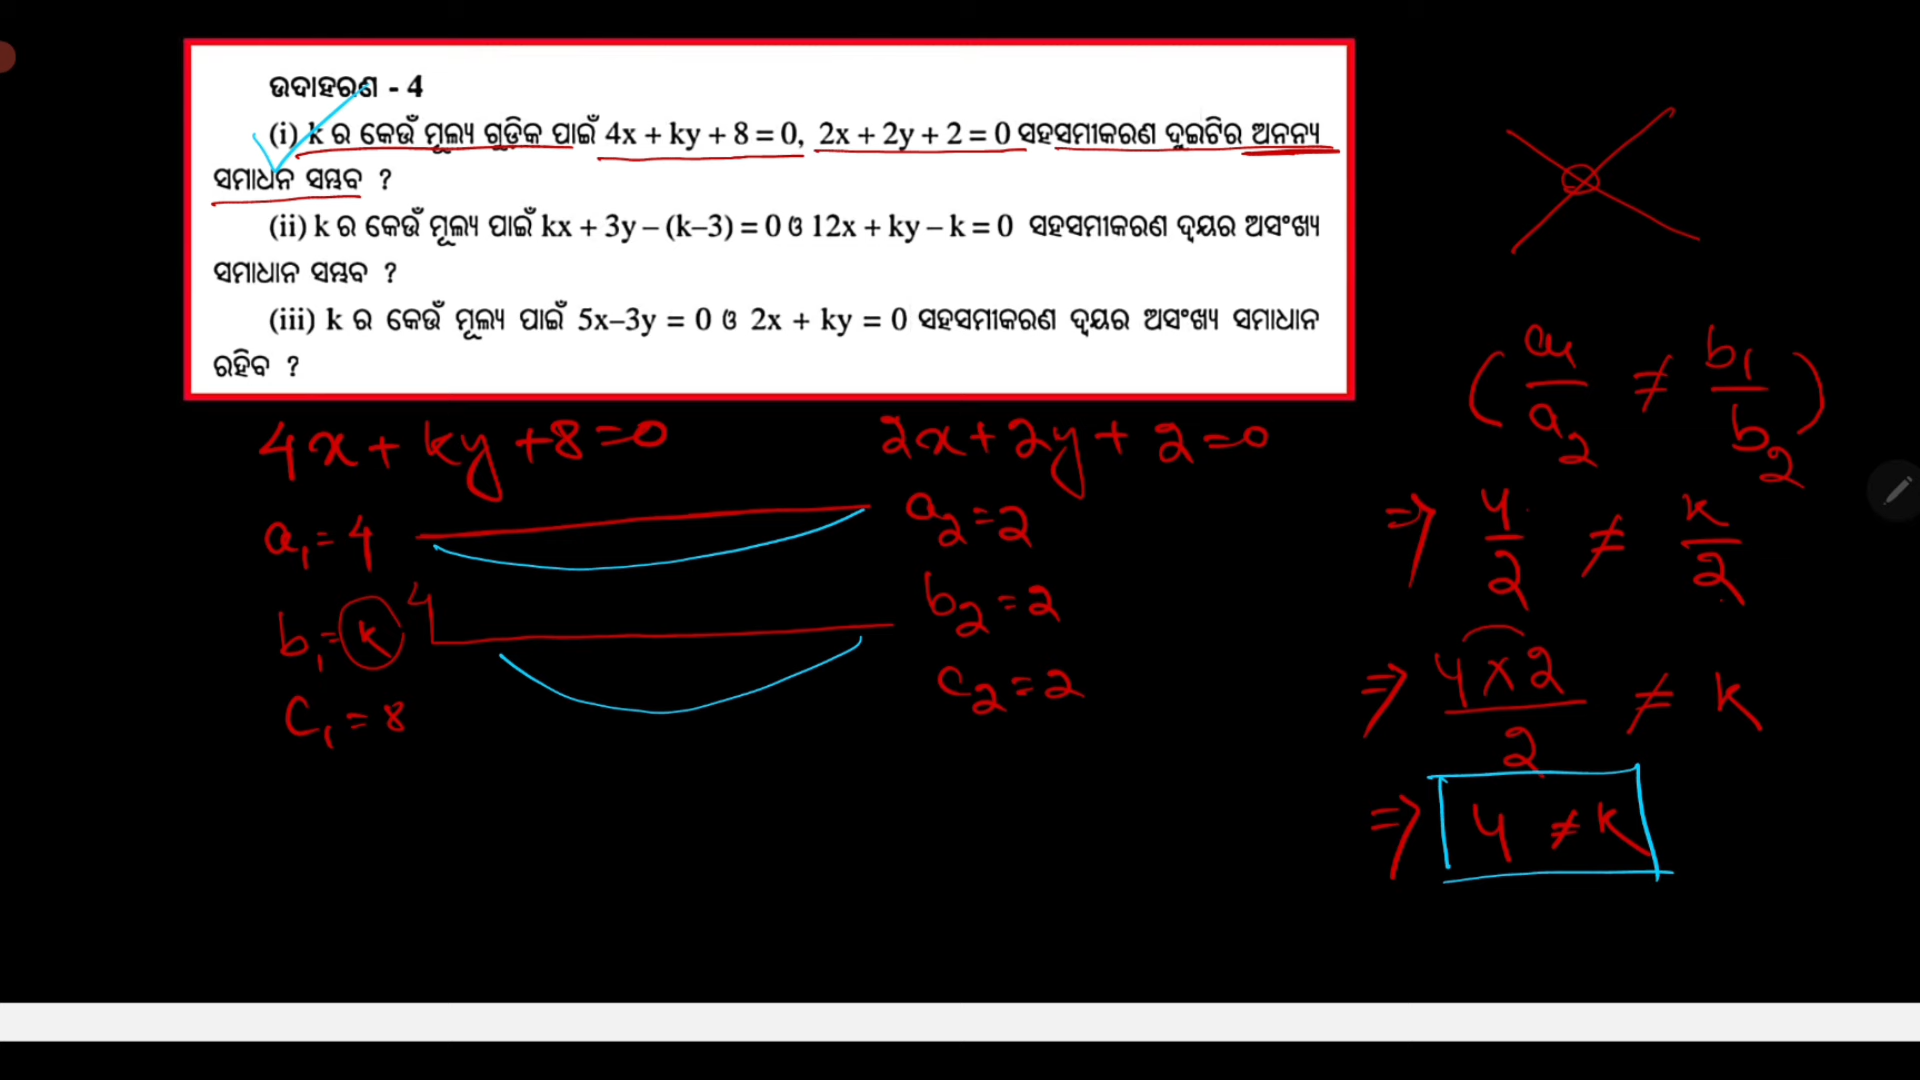 ଉଦାହରଣ - 4
(i) k ର କେଉଁ ମୂଲ୍ୟ ଗୁଡ଼ିକ ପାଇଁ 4x + ky + 8 = 0, 2x + 2y + 2 = 0 ସହସମୀକରଣ ଦୁଇଟିର ଅନନ୍ୟ
ସମାଧନ ସମ୍ଭବ ?
(ii) k ର କେଉଁ ମୂଲ୍ୟ ପାଇଁ kx + 3y – (k–3) = 0 ଓ 12x + ky – k = 0 ସହସମୀକରଣ ଦ୍ୱୟର ଅସଂଖ୍ୟ
ସମାଧାନ ସମ୍ଭବ ?
(iii) k ର କେଉଁ ମୂଲ୍ୟ ପାଇଁ 5x–3y = 0 ଓ 2x + ky = 0 ସହସମୀକରଣ ଦ୍ୱୟର ଅସଂଖ୍ୟ ସମାଧାନ
ରହିବ ?
4x + ky + 8 = 0
a₁ = 4
b₁ = k 4
c₁ = 8
2x + 2y + 2 = 0
a₂ = 2
b₂ = 2
c₂ = 2
(a₁/a₂ ≠ b₁/b₂)
⇒ 4/2 ≠ k/2
⇒ 4 × 2/2 ≠ k
⇒ 4 ≠ k